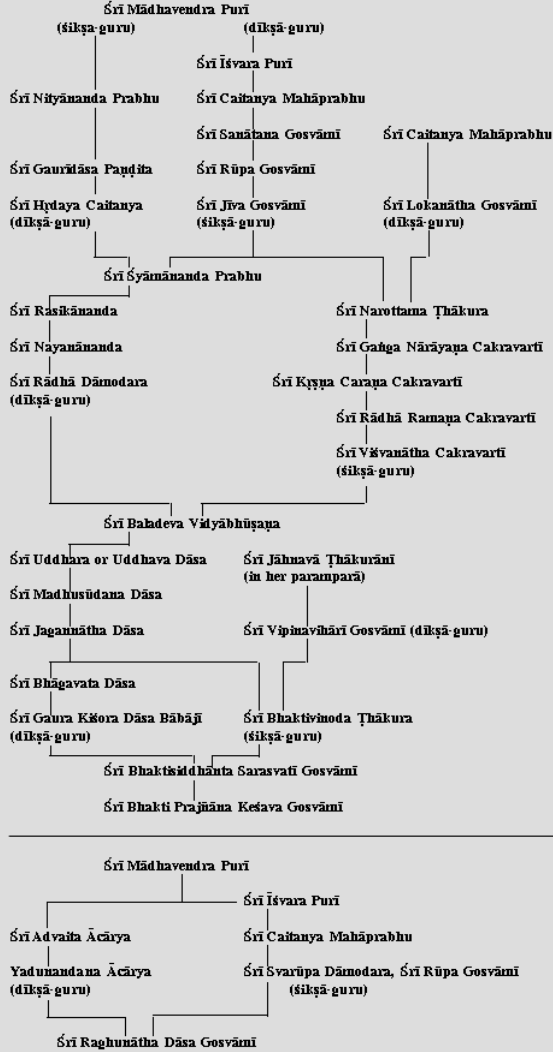 Śrī Mādhavendra Purī
(śikṣa-guru) (dīkṣa-guru)
Śrī Īśvara Purī
Śrī Nityānanda Prabhu Śrī Caitanya Mahāprabhu
Śrī Sanātana Gosvāmī Śrī Caitanya Mahāprabhu
Śrī Gaurīdāsa Paṇḍita Śrī Rūpa Gosvāmī
Śrī Hṛdaya Caitanya Śrī Jīva Gosvāmī Śrī Lokanātha Gosvāmī
(dīkṣā-guru) (śikṣā-guru) (dīkṣā-guru)
Śrī Śyāmānanda Prabhu
Śrī Rasikānanda Śrī Narottama Ṭhākura
Śrī Nayanānanda Śrī Gaṅga Nārāyaṇa Cakravartī
Śrī Rādhā Dāmodara Śrī Kṛṣṇa Caraṇa Cakravartī
(dīkṣā-guru)
Śrī Rādhā Ramaṇa Cakravartī
Śrī Viśvanātha Cakravartī
(śikṣā-guru)
Śrī Baladeva Vidyābhūṣaṇa
Śrī Uddhara or Uddhava Dāsa Śrī Jāhnavā Ṭhākurānī
(in her paramparā)
Śrī Madhusūdana Dāsa
Śrī Jagannātha Dāsa Śrī Vipinavihārī Gosvāmī (dīkṣā-guru)
Śrī Bhāgavata Dāsa
Śrī Gaura Kiśora Dāsa Bābājī Śrī Bhaktivinoda Ṭhākura
(dīkṣā-guru) (śikṣā-guru)
Śrī Bhaktisiddhānta Sarasvatī Gosvāmī
Śrī Bhakti Prajñāna Keśava Gosvāmī
Śrī Mādhavendra Purī
Śrī Īśvara Purī
Śrī Advaita Ācārya Śrī Caitanya Mahāprabhu
Yadunandana Ācārya Śrī Svarūpa Dāmodara, Śrī Rūpa Gosvāmī
(dīkṣā-guru) (śikṣā-guru)
Śrī Raghunātha Dāsa Gosvāmī